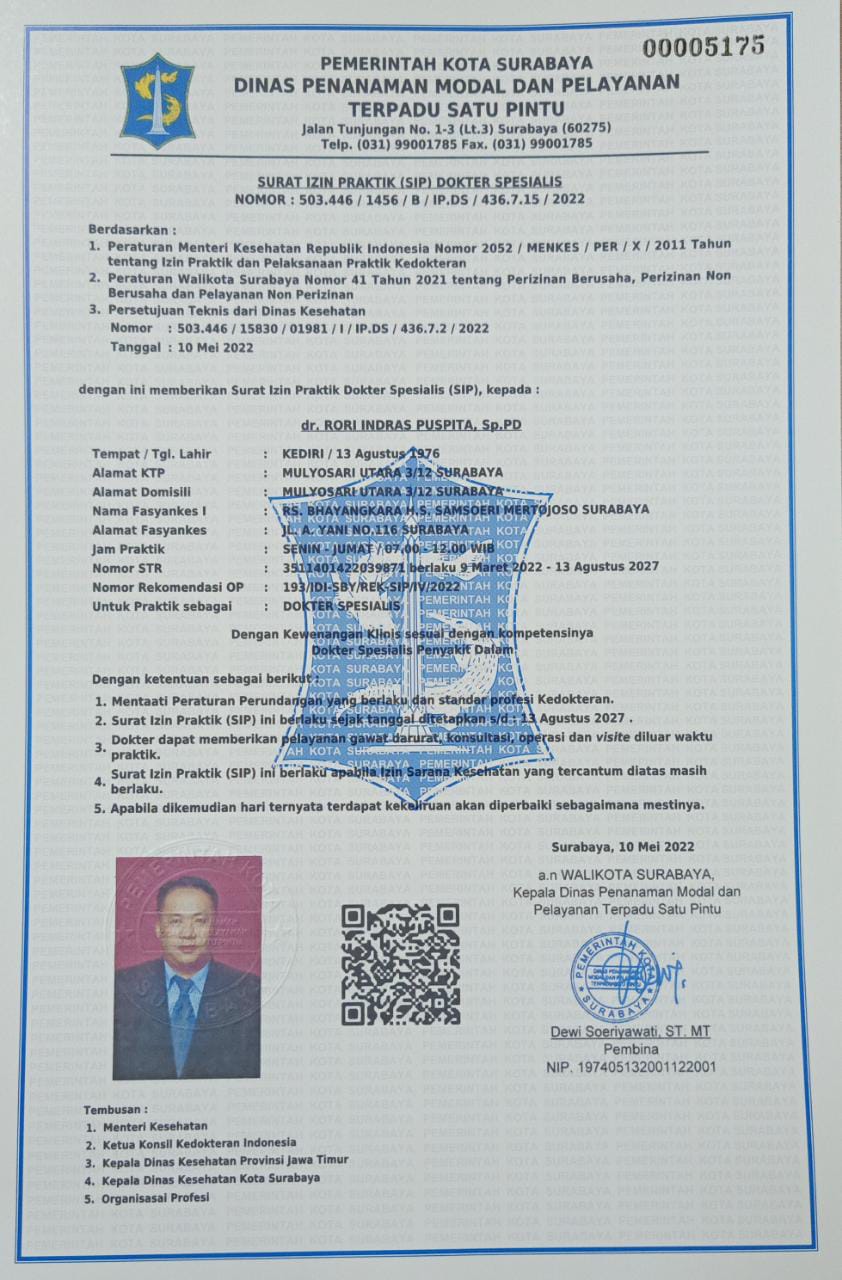 00005175
PEMERINTAH KOTA SURABAYA
DINAS PENANAMAN MODAL DAN PELAYANAN
TERPADU SATU PINTU
Jalan Tunjungan No. 1-3 (Lt.3) Surabaya (60275)
Telp. (031) 99001785 Fax. (031) 99001785
SURAT IZIN PRAKTIK (SIP) DOKTER SPESIALIS
NOMOR : 503.446 / 1456 / B / IP.DS / 436.7.15 / 2022
Berdasarkan :
1. Peraturan Menteri Kesehatan Republik Indonesia Nomor 2052 / MENKES / PER / X / 2011 Tahun
tentang Izin Praktik dan Pelaksanaan Praktik Kedokteran
2. Peraturan Walikota Surabaya Nomor 41 Tahun 2021 tentang Perizinan Berusaha, Perizinan Non
Berusaha dan Pelayanan Non Perizinan
3. Persetujuan Teknis dari Dinas Kesehatan
Nomor : 503.446 / 15830 / 01981 / I / IP.DS / 436.7.2 / 2022
Tanggal : 10 Mei 2022
dengan ini memberikan Surat Izin Praktik Dokter Spesialis (SIP), kepada :
dr. RORI INDRAS PUSPITA, Sp.PD
Tempat / Tgl. Lahir : KEDIRI / 13 Agustus 1976
Alamat KTP : MULYOSARI UTARA 3/12 SURABAYA
Alamat Domisili : MULYOSARI UTARA 3/12 SURABAYA
Nama Fasyankes I : RS. BHAYANGKARA H.S. SAMSOERI MERTOJOSO SURABAYA
Alamat Fasyankes : JL. A. YANI NO.116 SURABAYA
Jam Praktik : SENIN - JUMAT / 07.00 - 12.00 WIB
Nomor STR : 3511401422039871 berlaku 9 Maret 2022 - 13 Agustus 2027
Nomor Rekomendasi OP : 193/IDI-SBY/REK-SIP/IV/2022
Untuk Praktik sebagai : DOKTER SPESIALIS
Dengan Kewenangan Klinis sesuai dengan kompetensinya
Dokter Spesialis Penyakit Dalam
Dengan ketentuan sebagai berikut :
1. Mentaati Peraturan Perundangan yang berlaku dan standar profesi Kedokteran.
2. Surat Izin Praktik (SIP) ini berlaku sejak tanggal ditetapkan s/d : 13 Agustus 2027 .
3. Dokter dapat memberikan pelayanan gawat darurat, konsultasi, operasi dan visite diluar waktu
praktik.
4. Surat Izin Praktik (SIP) ini berlaku apabila Izin Sarana Kesehatan yang tercantum diatas masih
berlaku.
5. Apabila dikemudian hari ternyata terdapat kekeliruan akan diperbaiki sebagaimana mestinya.
Surabaya, 10 Mei 2022
a.n WALIKOTA SURABAYA,
Kepala Dinas Penanaman Modal dan
Pelayanan Terpadu Satu Pintu
PEMERINTAH KOTA
SURABAYA
Dewi Soeriyawati, ST. MT
Pembina
NIP. 197405132001122001
Tembusan :
1. Menteri Kesehatan
2. Ketua Konsil Kedokteran Indonesia
3. Kepala Dinas Kesehatan Provinsi Jawa Timur
4. Kepala Dinas Kesehatan Kota Surabaya
5. Organisasai Profesi